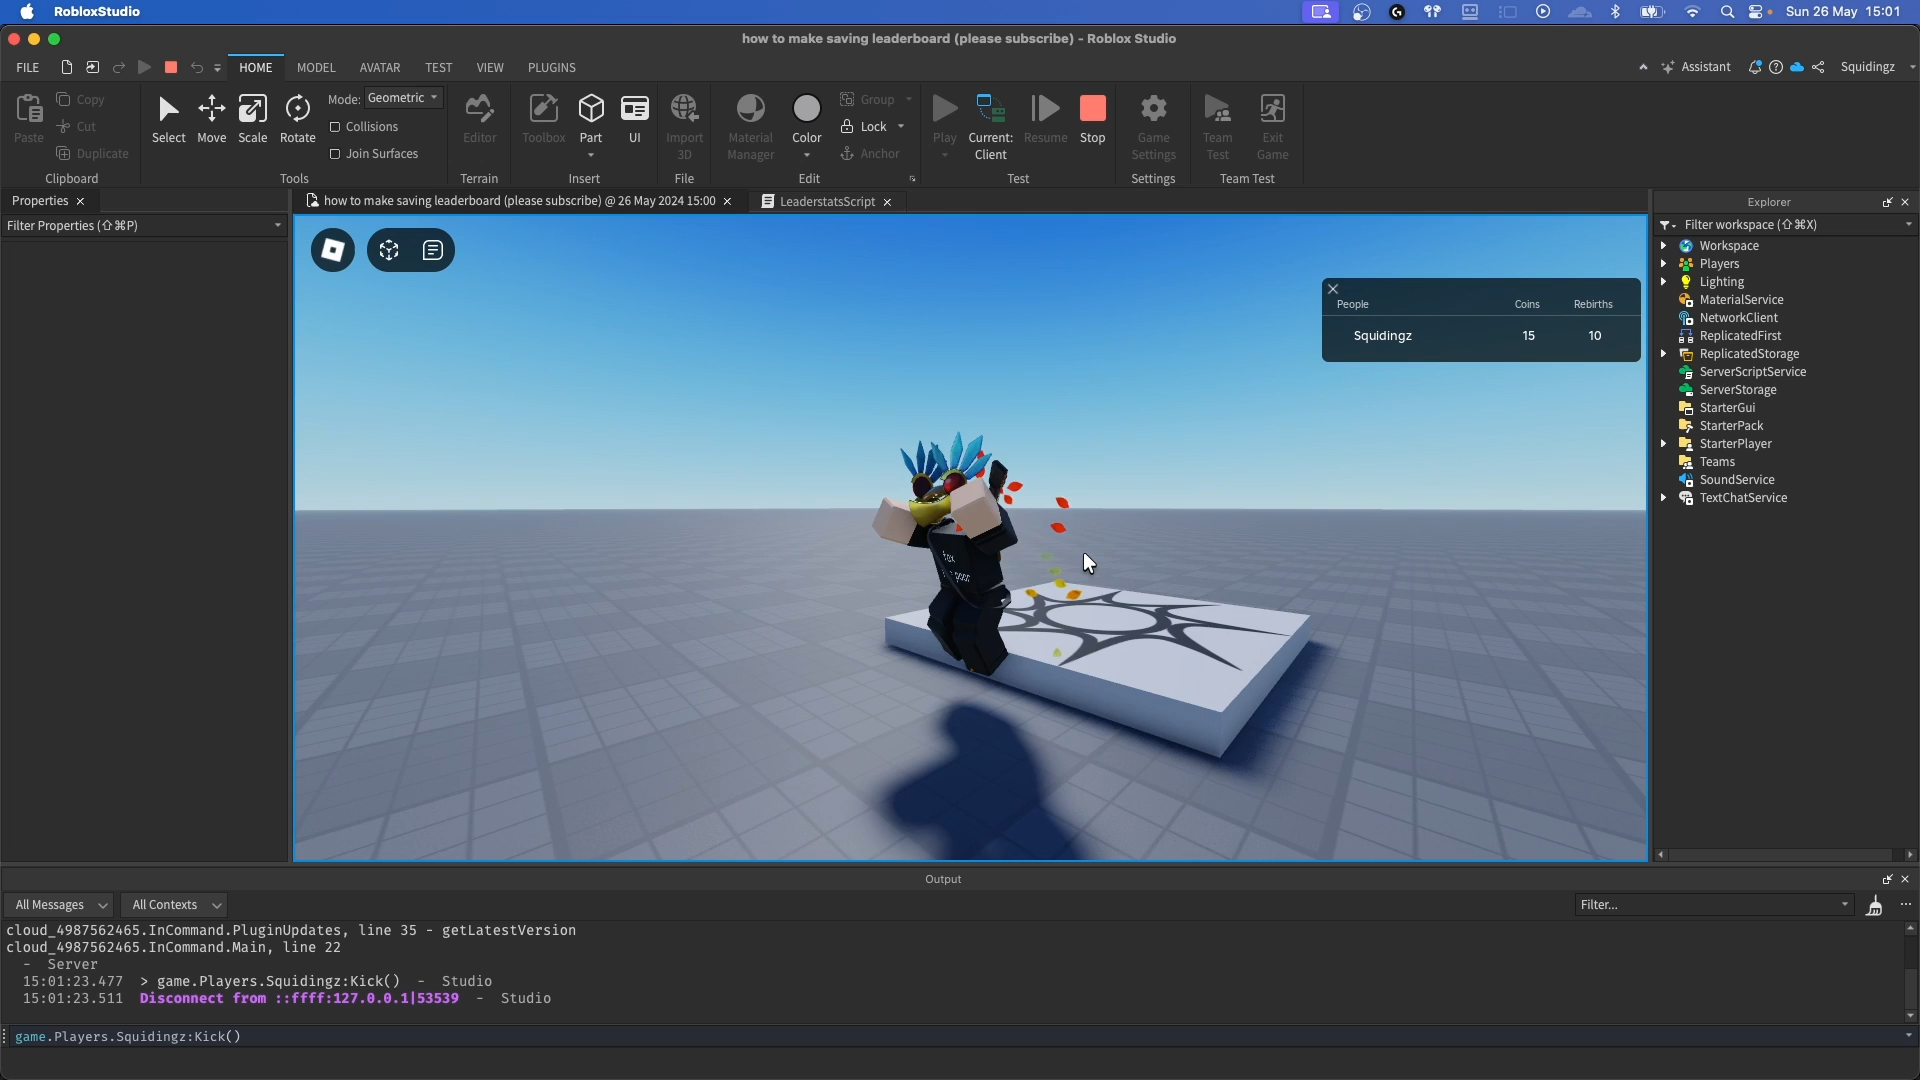 RobloxStudio
Sun 26 May 15:01
how to make saving leaderboard (please subscribe) - Roblox Studio
FILE
HOME
MODEL
AVATAR
TEST
VIEW
PLUGINS
Assistant
Squidingz
Paste
Copy
Cut
Duplicate
Clipboard
Select
Move
Scale
Rotate
Mode: Geometric
Collisions
Join Surfaces
Tools
Editor
Terrain
Toolbox
Part
UI
Insert
Import
3D
File
Material
Manager
Color
Group
Lock
Anchor
Edit
Play
Current:
Client
Resume
Stop
Test
Game
Settings
Settings
Team
Test
Exit
Game
Team Test
Properties
Filter Properties (⇧⌘P)
how to make saving leaderboard (please subscribe) @ 26 May 2024 15:00
LeaderstatsScript
People Coins Rebirths
Squidingz 15 10
fox
Explorer
Filter workspace (⇧⌘X)
Workspace
Players
Lighting
MaterialService
NetworkClient
ReplicatedFirst
ReplicatedStorage
ServerScriptService
ServerStorage
StarterGui
StarterPack
StarterPlayer
Teams
SoundService
TextChatService
Output
All Messages
All Contexts
Filter...
cloud_4987562465.InCommand.PluginUpdates, line 35 - getLatestVersion
cloud_4987562465.InCommand.Main, line 22
- Server
15:01:23.477 > game.Players.Squidingz:Kick() - Studio
15:01:23.511 Disconnect from ::ffff:127.0.0.1|53539 - Studio
game.Players.Squidingz:Kick()